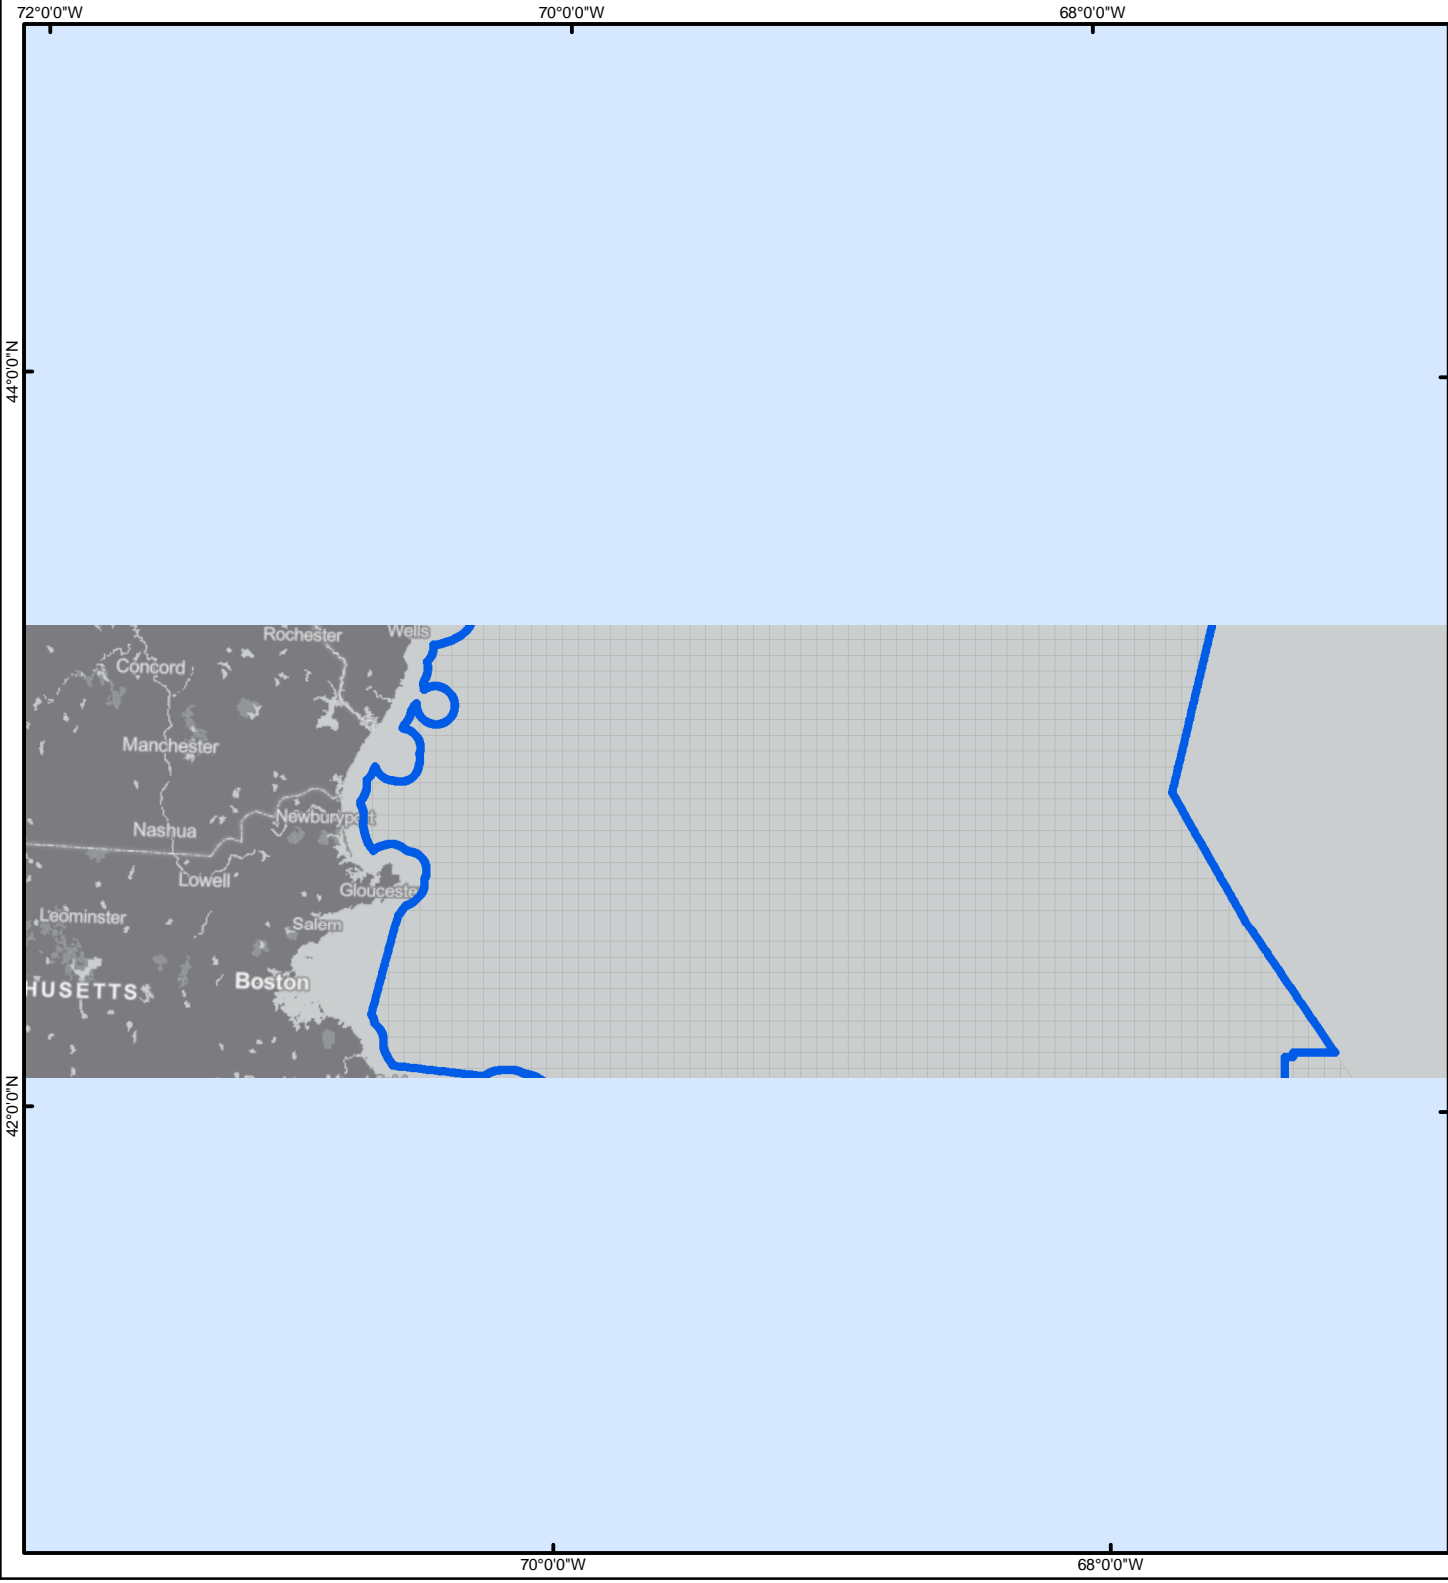 72°0'0"W 70°0'0"W 68°0'0"W
44°0'0"N
Rochester Wells
Concord
Manchester
Newburyport
Nashua
Lowell
Gloucester
Leominster
Salem
Boston
HUSETTS
42°0'0"N
70°0'0"W 68°0'0"W